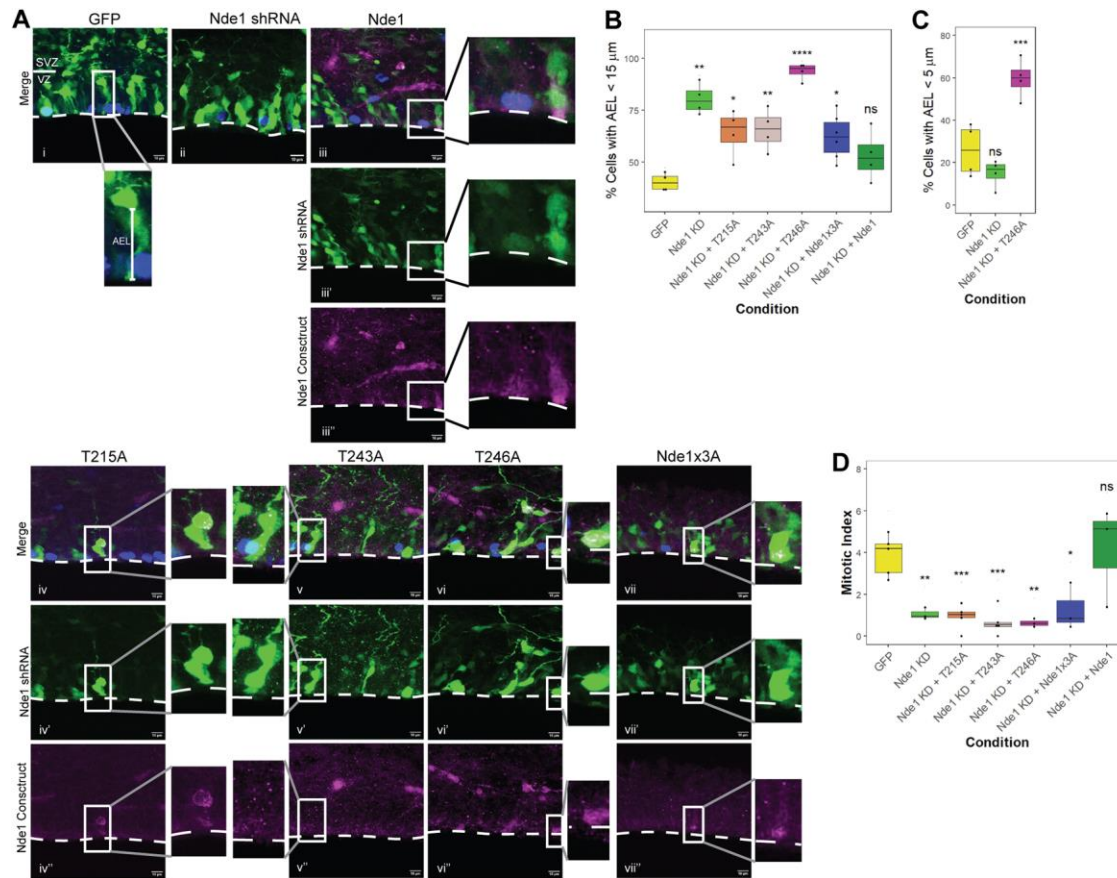 A
GFP
Nde1 shRNA
Nde1
Merge
SVZ
VZ
i
ii
iii
AEL
Nde1 shRNA
iii'
Nde1 Consctruct
iii"
T215A
T243A
T246A
Nde1x3A
Merge
iv
v
vi
vii
Nde1 shRNA
iv'
v'
vi'
vii'
Nde1 Consctruct
iv"
v"
vi"
vii"
B
% Cells with AEL < 15 μm
100
75
50
**
*
**
****
*
ns
GFP
Nde1 KD
Nde1 KD + T215A
Nde1 KD + T243A
Nde1 KD + T246A
Nde1 KD + Nde1x3A
Nde1 KD + Nde1
Condition
C
% Cells with AEL < 5 μm
80
60
40
20
0
ns
***
GFP
Nde1 KD
Nde1 KD + T246A
Condition
D
Mitotic Index
8
6
4
2
0
**
***
***
**
*
ns
GFP
Nde1 KD
Nde1 KD + T215A
Nde1 KD + T243A
Nde1 KD + T246A
Nde1 KD + Nde1x3A
Nde1 KD + Nde1
Condition